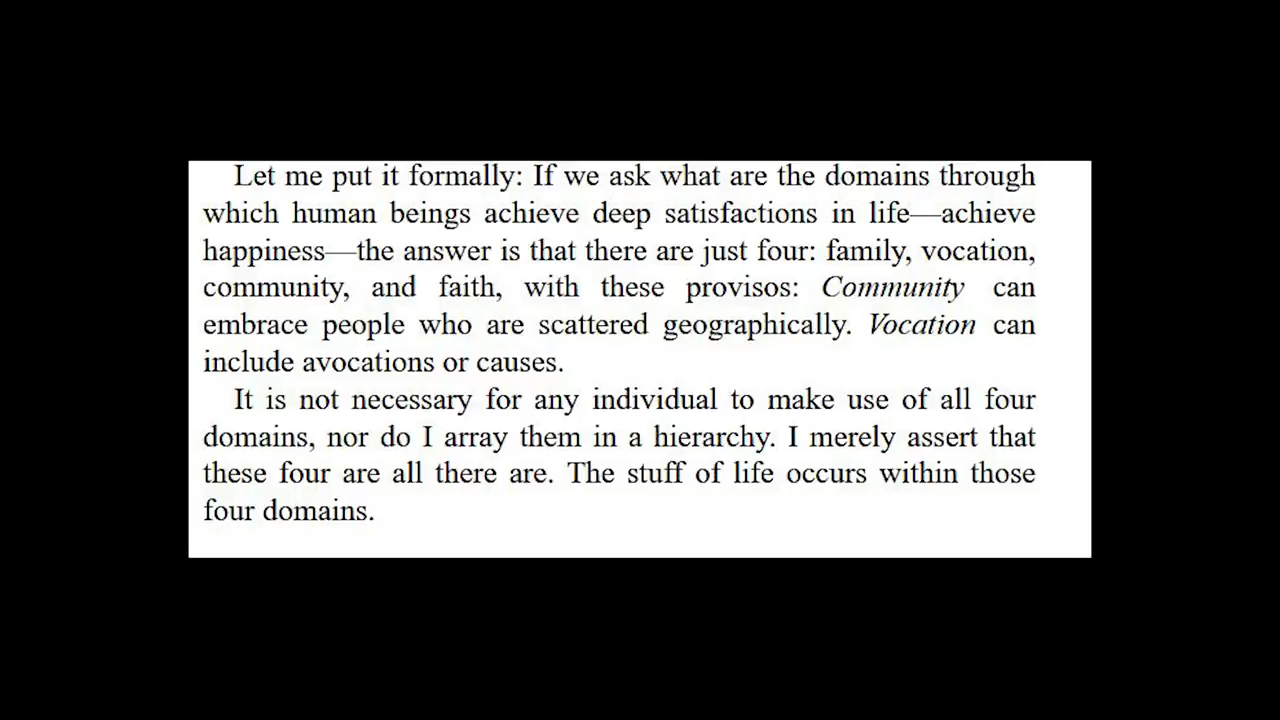 Let me put it formally: If we ask what are the domains through
which human beings achieve deep satisfactions in life—achieve
happiness—the answer is that there are just four: family, vocation,
community, and faith, with these provisos: Community can
embrace people who are scattered geographically. Vocation can
include avocations or causes.
It is not necessary for any individual to make use of all four
domains, nor do I array them in a hierarchy. I merely assert that
these four are all there are. The stuff of life occurs within those
four domains.